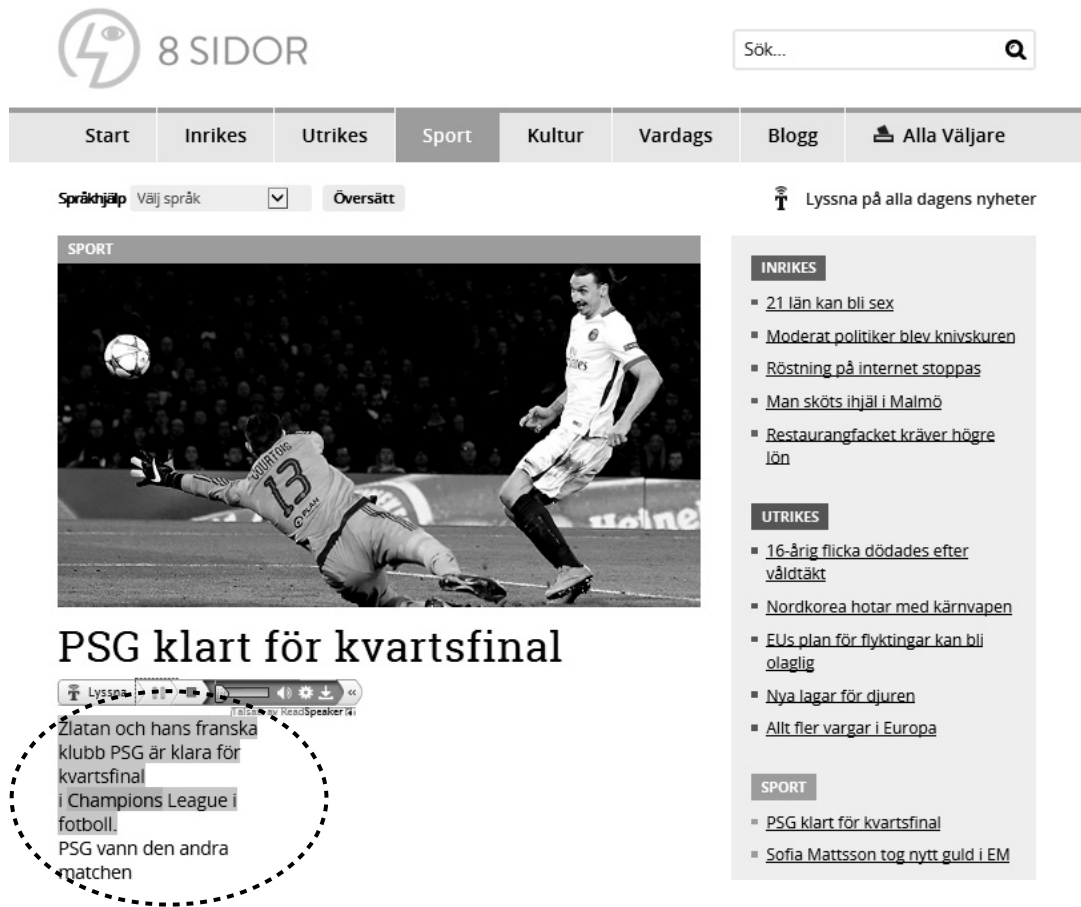 8 SIDOR
Sök...
Start Inrikes Utrikes Sport Kultur Vardags Blogg Alla Väljare
Språkhjälp Välj språk Översätt
Lyssna på alla dagens nyheter
SPORT
COURTOIS
13
PLAN
PSG klart för kvartsfinal
Lyssna
Talsatt av ReadSpeaker
Zlatan och hans franska
klubb PSG är klara för
kvartsfinal
i Champions League i
fotboll.
PSG vann den andra
matchen
INRIKES
21 län kan bli sex
Moderat politiker blev knivskuren
Röstning på internet stoppas
Man sköts ihjäl i Malmö
Restaurangfacket kräver högre
lön
UTRIKES
16-årig flicka dödades efter
våldtäkt
Nordkorea hotar med kärnvapen
EUs plan för flyktingar kan bli
olaglig
Nya lagar för djuren
Allt fler vargar i Europa
SPORT
PSG klart för kvartsfinal
Sofia Mattsson tog nytt guld i EM